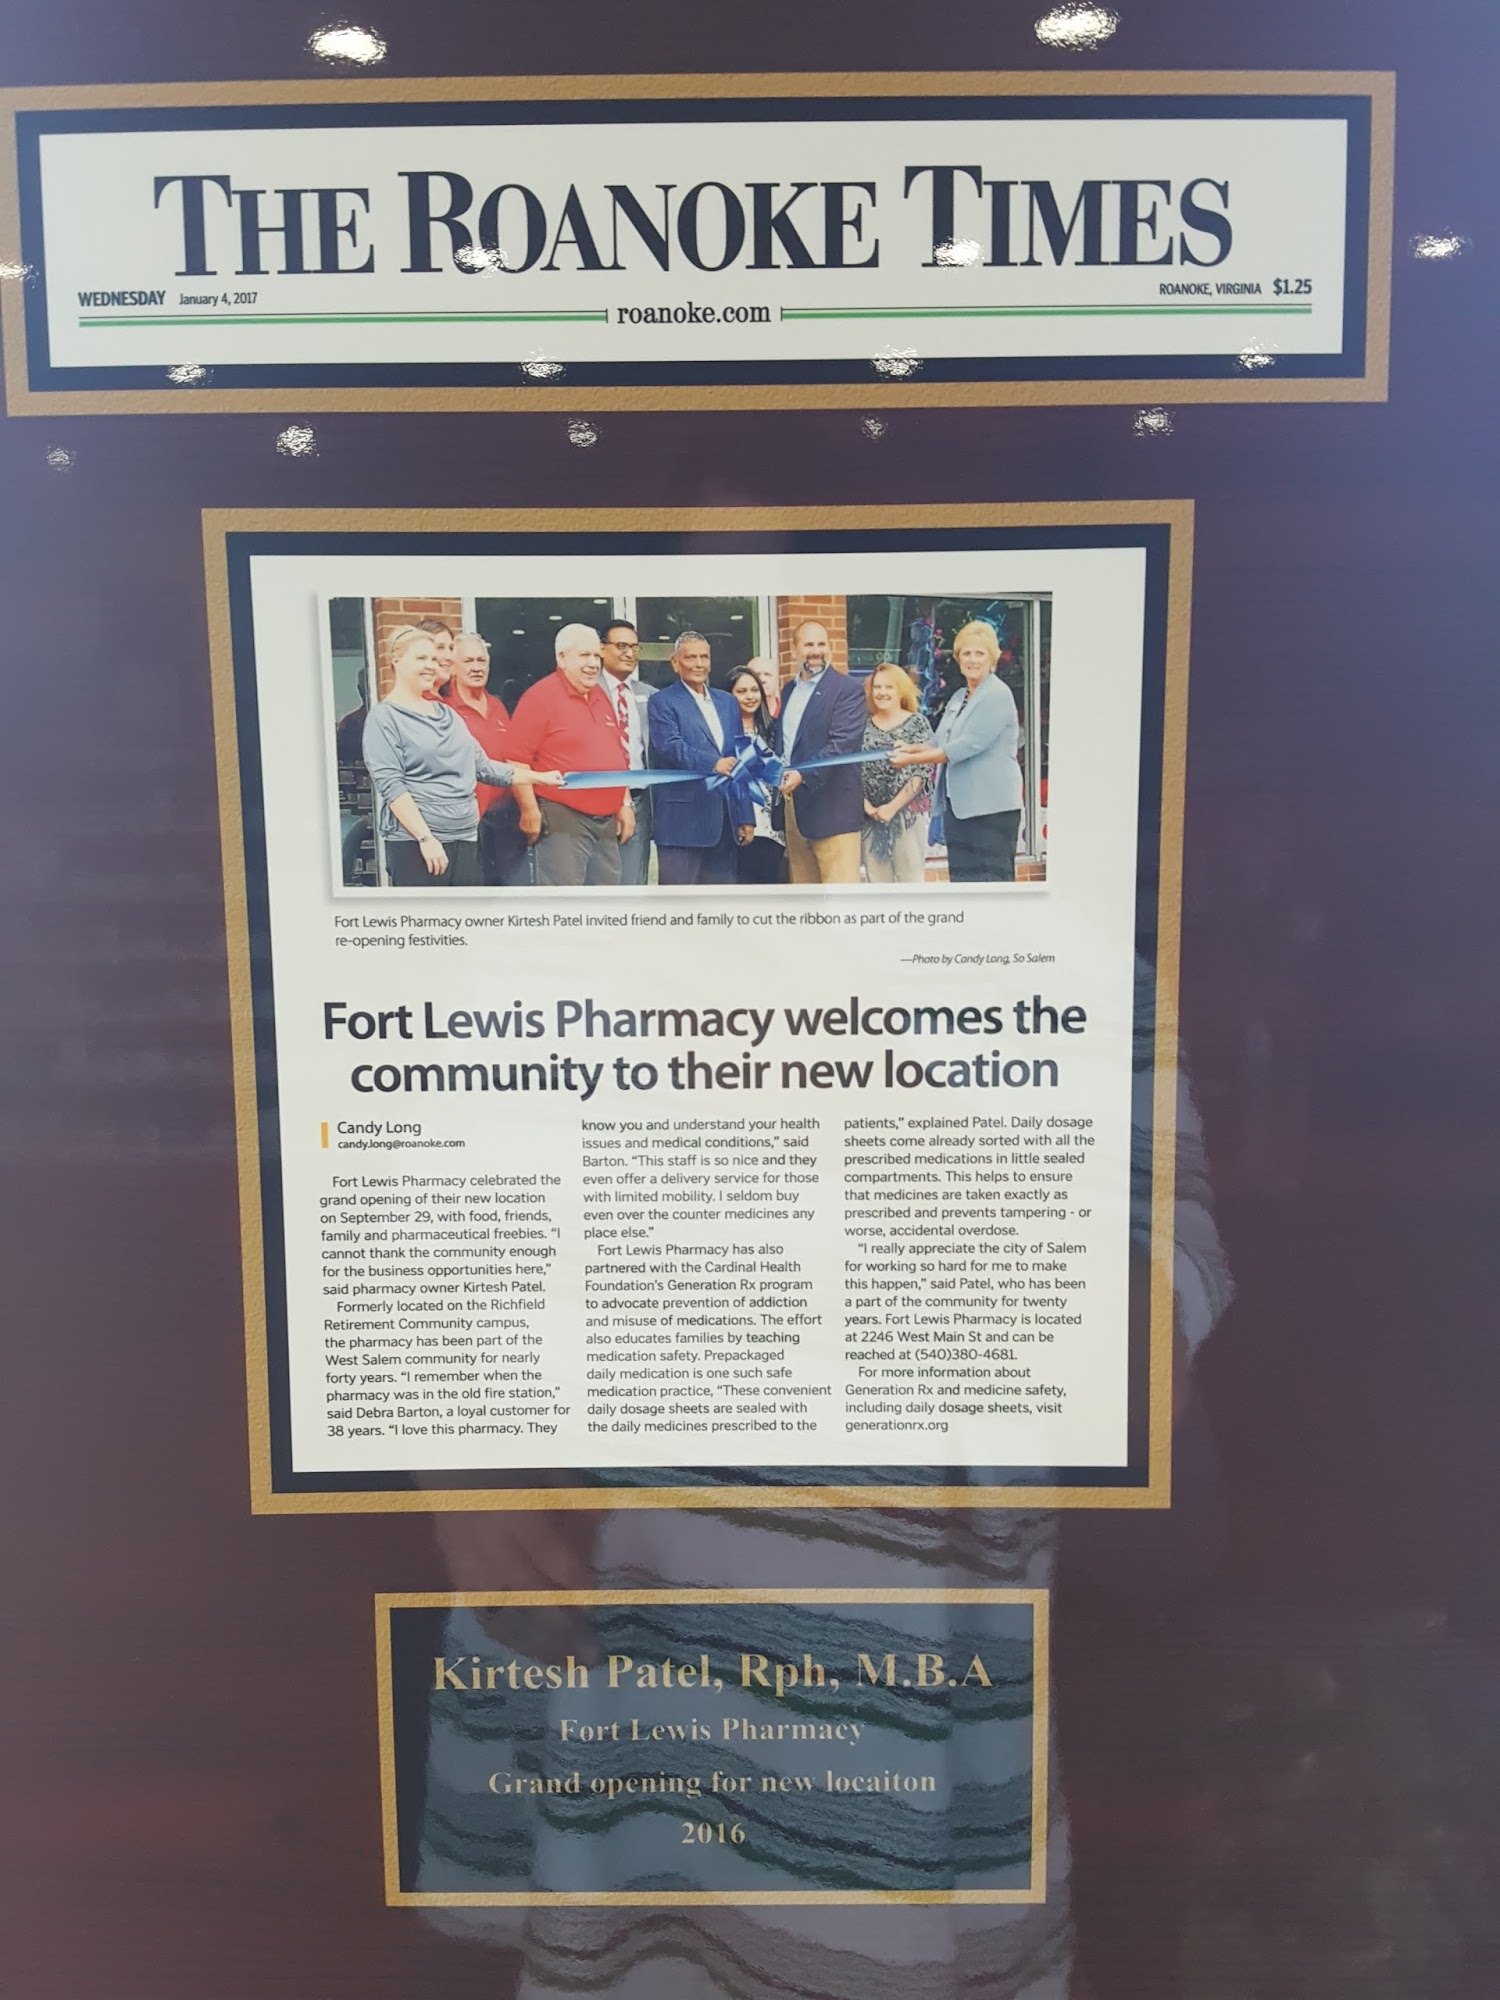 THE ROANOKE TIMES
WEDNESDAY January 4, 2017
ROANOKE, VIRGINIA $1.25
roanoke.com
Fort Lewis Pharmacy owner Kirtesh Patel invited friend and family to cut the ribbon as part of the grand
re-opening festivities.
—Photo by Candy Long, So Salem
Fort Lewis Pharmacy welcomes the
community to their new location
Candy Long
candy.long@roanoke.com
Fort Lewis Pharmacy celebrated the
grand opening of their new location
on September 29, with food, friends,
family and pharmaceutical freebies. “I
cannot thank the community enough
for the business opportunities here,”
said pharmacy owner Kirtesh Patel.
Formerly located on the Richfield
Retirement Community campus,
the pharmacy has been part of the
West Salem community for nearly
forty years. “I remember when the
pharmacy was in the old fire station,”
said Debra Barton, a loyal customer for
38 years. “I love this pharmacy. They
know you and understand your health
issues and medical conditions,” said
Barton. “This staff is so nice and they
even offer a delivery service for those
with limited mobility. I seldom buy
even over the counter medicines any
place else.”
Fort Lewis Pharmacy has also
partnered with the Cardinal Health
Foundation's Generation Rx program
to advocate prevention of addiction
and misuse of medications. The effort
also educates families by teaching
medication safety. Prepackaged
daily medication is one such safe
medication practice, “These convenient
daily dosage sheets are sealed with
the daily medicines prescribed to the
patients,” explained Patel. Daily dosage
sheets come already sorted with all the
prescribed medications in little sealed
compartments. This helps to ensure
that medicines are taken exactly as
prescribed and prevents tampering - or
worse, accidental overdose.
“I really appreciate the city of Salem
for working so hard for me to make
this happen,” said Patel, who has been
a part of the community for twenty
years. Fort Lewis Pharmacy is located
at 2246 West Main St and can be
reached at (540)380-4681.
For more information about
Generation Rx and medicine safety,
including daily dosage sheets, visit
generationrx.org
Kirtesh Patel, Rph, M.B.A
Fort Lewis Pharmacy
Grand opening for new locaiton
2016